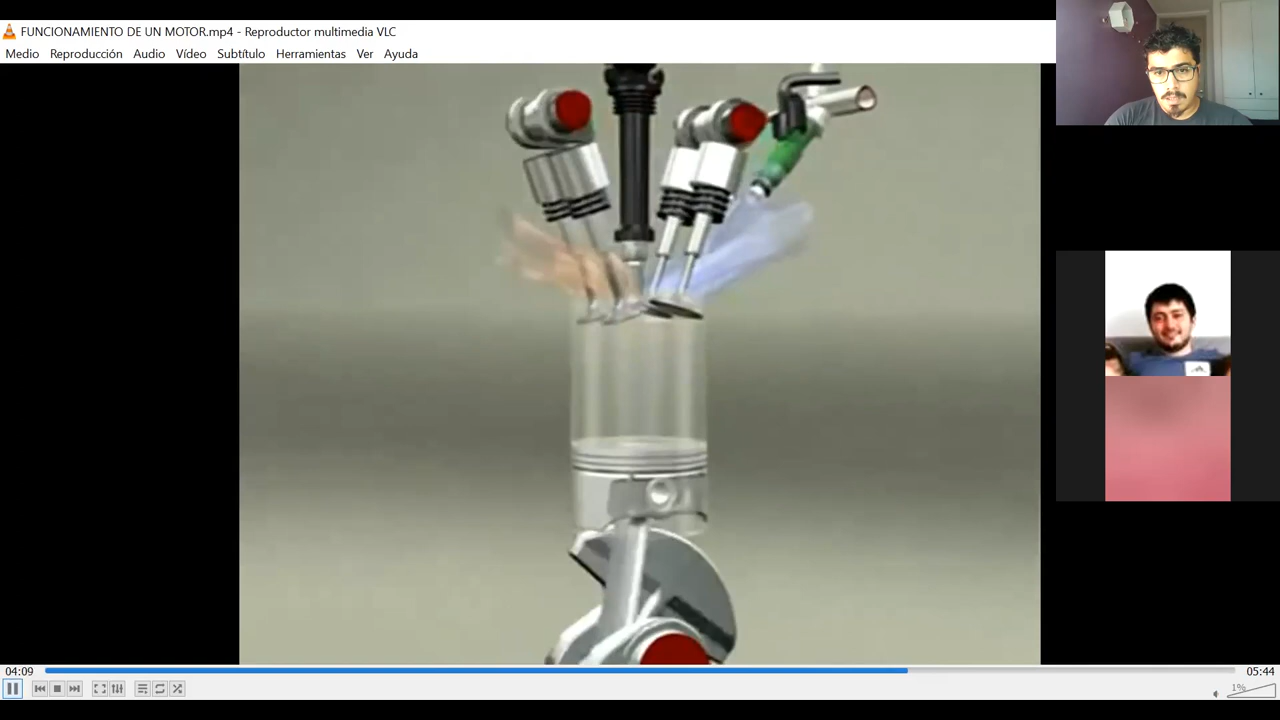 FUNCIONAMIENTO DE UN MOTOR.mp4 - Reproductor multimedia VLC
Medio Reproducción Audio Vídeo Subtítulo Herramientas Ver Ayuda
04:09 05:44
1%